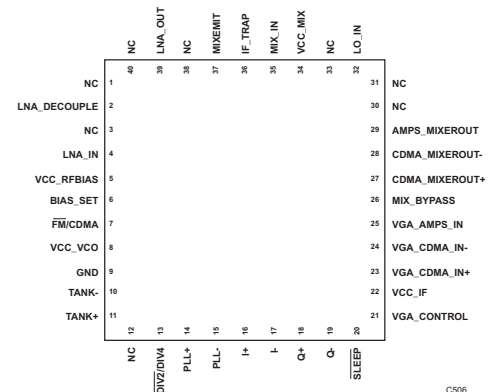 NC
LNA_OUT
NC
MIXEMIT
IF_TRAP
MIX_IN
VCC_MIX
NC
LO_IN
40
39
38
37
36
35
34
33
32
NC 1
LNA_DECOUPLE 2
NC 3
LNA_IN 4
VCC_RFBIAS 5
BIAS_SET 6
FM/CDMA 7
VCC_VCO 8
GND 9
TANK- 10
TANK+ 11
31 NC
30 NC
29 AMPS_MIXEROUT
28 CDMA_MIXEROUT-
27 CDMA_MIXEROUT+
26 MIX_BYPASS
25 VGA_AMPS_IN
24 VGA_CDMA_IN-
23 VGA_CDMA_IN+
22 VCC_IF
21 VGA_CONTROL
12
13
14
15
16
17
18
19
20
NC
DIV2/DIV4
PLL+
PLL-
I+
I-
Q+
Q-
SLEEP
C506